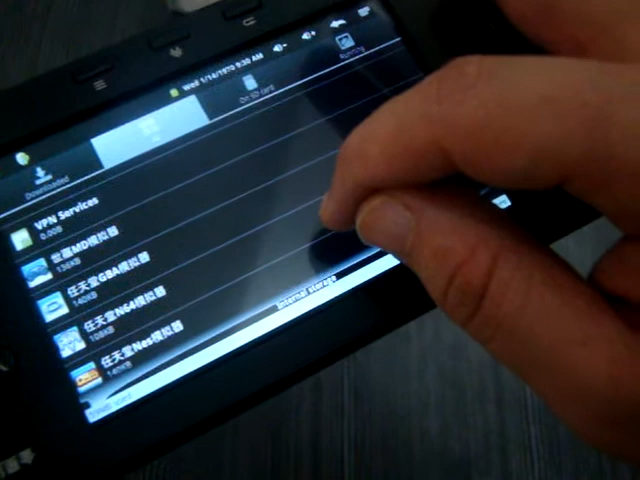 Wed 1/14/1970 9:30 AM
Downloaded
On SD card
Running
VPN Services
0.00B
世嘉MD模拟器
136KB
任天堂GBA模拟器
140KB
任天堂N64模拟器
108KB
任天堂Nes模拟器
140KB
Internal storage